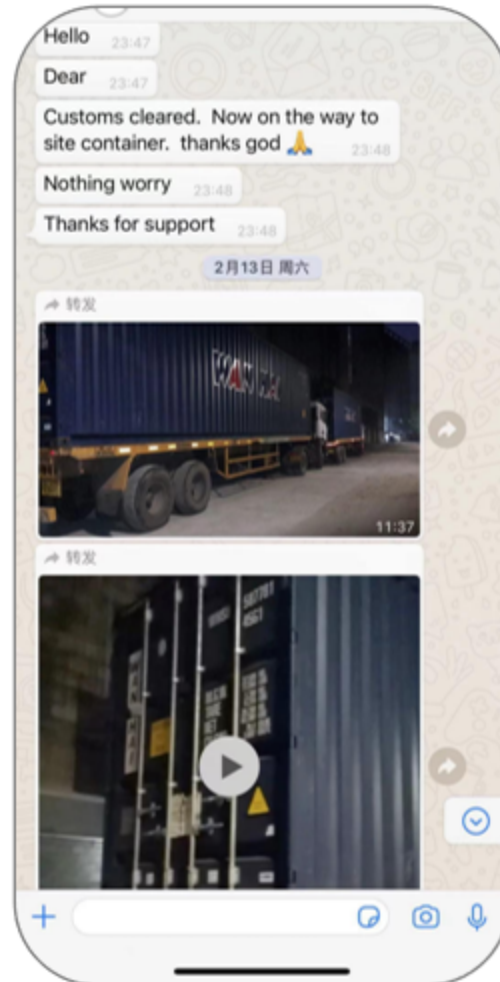 Hello 23:47
Dear 23:47
Customs cleared. Now on the way to
site container. thanks god 🙏 23:48
Nothing worry 23:48
Thanks for support 23:48
2月13日 周六
转发
WAN HAI
11:37
转发
4561